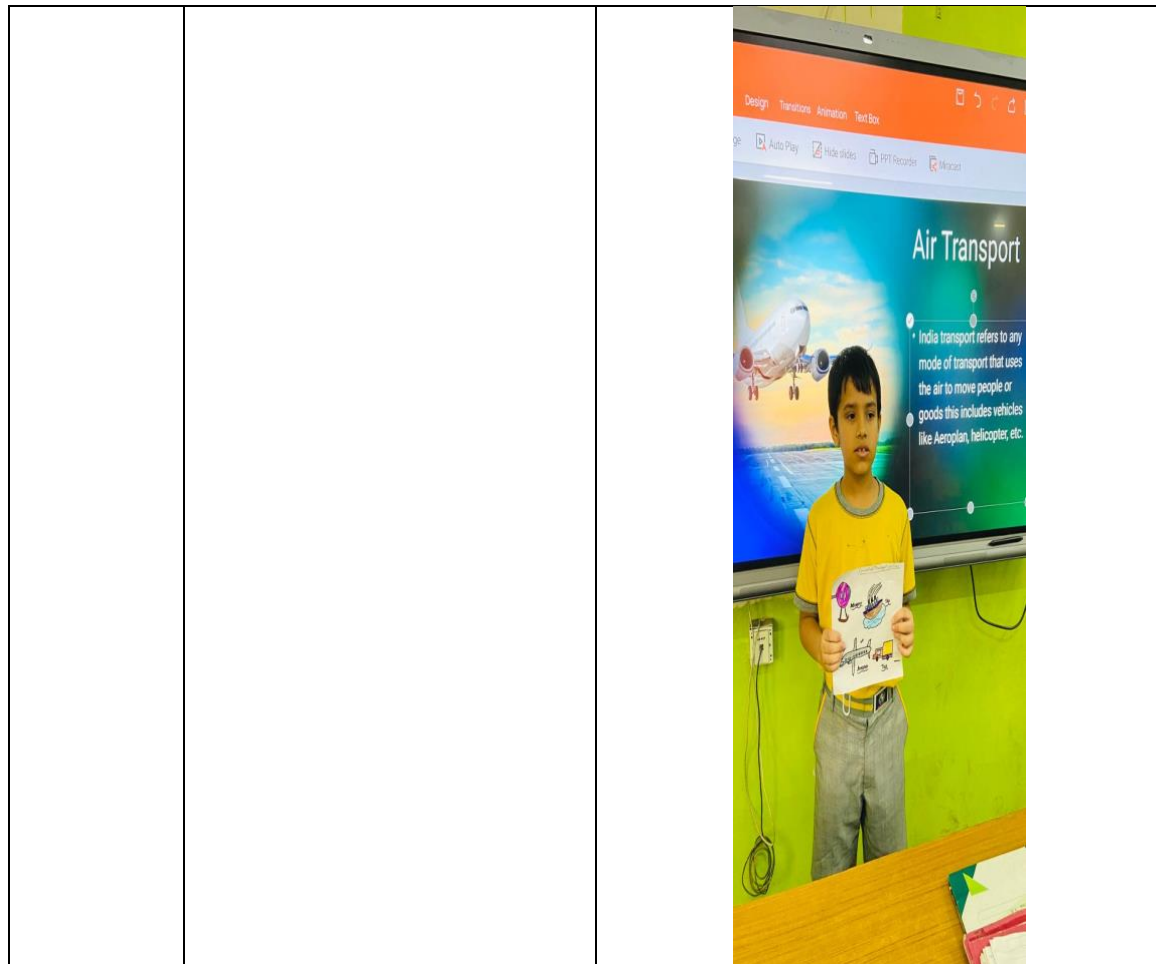 Design Transitions Animation Text Box
ge Auto Play Hide slides PPT Recorder Miracast
Air Transport
• India transport refers to any
mode of transport that uses
the air to move people or
goods this includes vehicles
like Aeroplan, helicopter, etc.